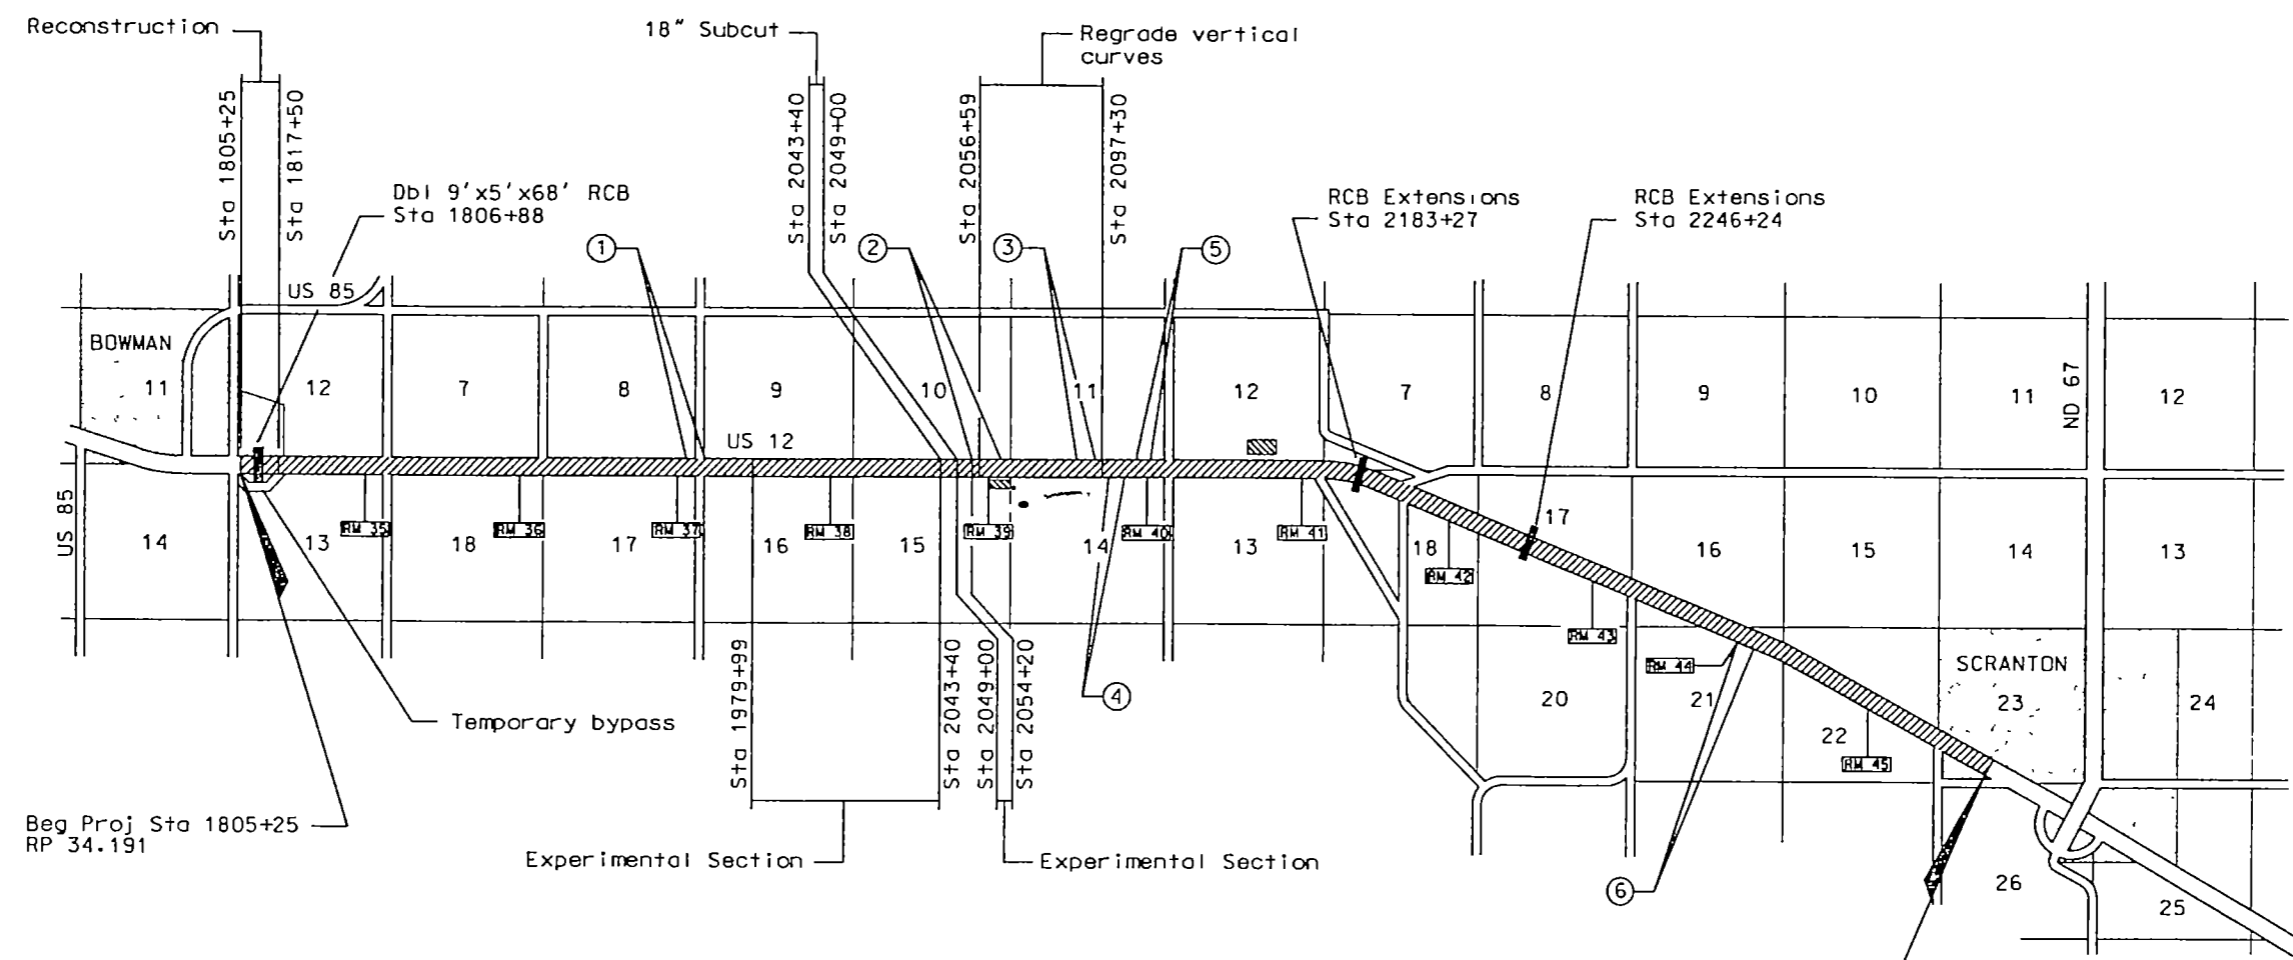 Reconstruction
18" Subcut
Regrade vertical
curves
Sta 1805+25
Sta 1817+50
Sta 2043+40
Sta 2049+00
Sta 2056+59
Sta 2097+30
Dbl 9'x5'x68' RCB
Sta 1806+88
RCB Extensions
Sta 2183+27
RCB Extensions
Sta 2246+24
1
2
3
5
US 85
BOWMAN
11
12
7
8
9
10
11
12
7
8
9
10
11
ND 67
12
US 12
US 85
14
13
RM 35
18
RM 36
17
RM 37
16
RM 38
15
RM 39
14
RM 40
13
RM 41
18
RM 42
17
16
15
14
13
RM 43
RM 44
SCRANTON
20
21
22
23
24
RM 45
4
Temporary bypass
Sta 1979+99
Sta 2043+40
Sta 2049+00
Sta 2054+20
Beg Proj Sta 1805+25
RP 34.191
Experimental Section
Experimental Section
6
26
25